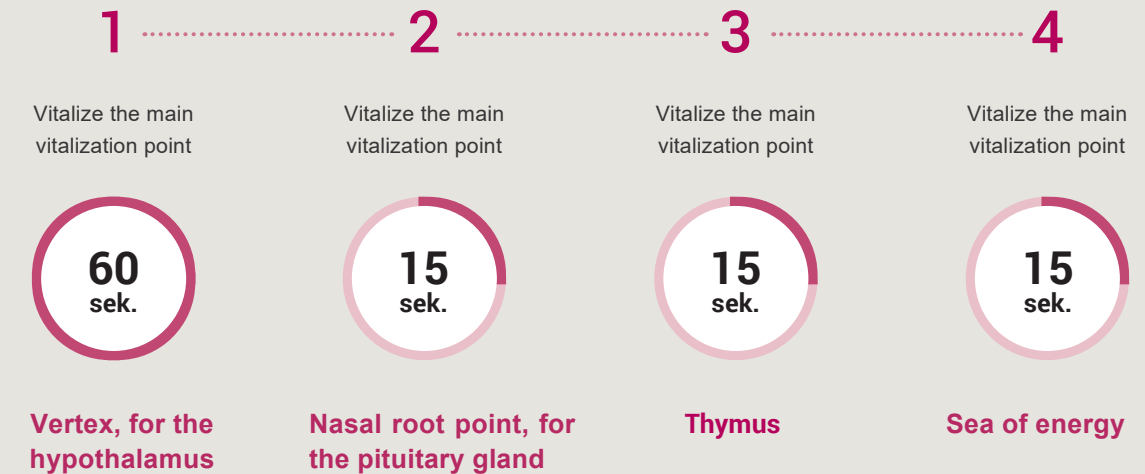 1 2 3 4
Vitalize the main
vitalization point
Vitalize the main
vitalization point
Vitalize the main
vitalization point
Vitalize the main
vitalization point
60
sek.
15
sek.
15
sek.
15
sek.
Vertex, for the
hypothalamus
Nasal root point, for
the pituitary gland
Thymus
Sea of energy